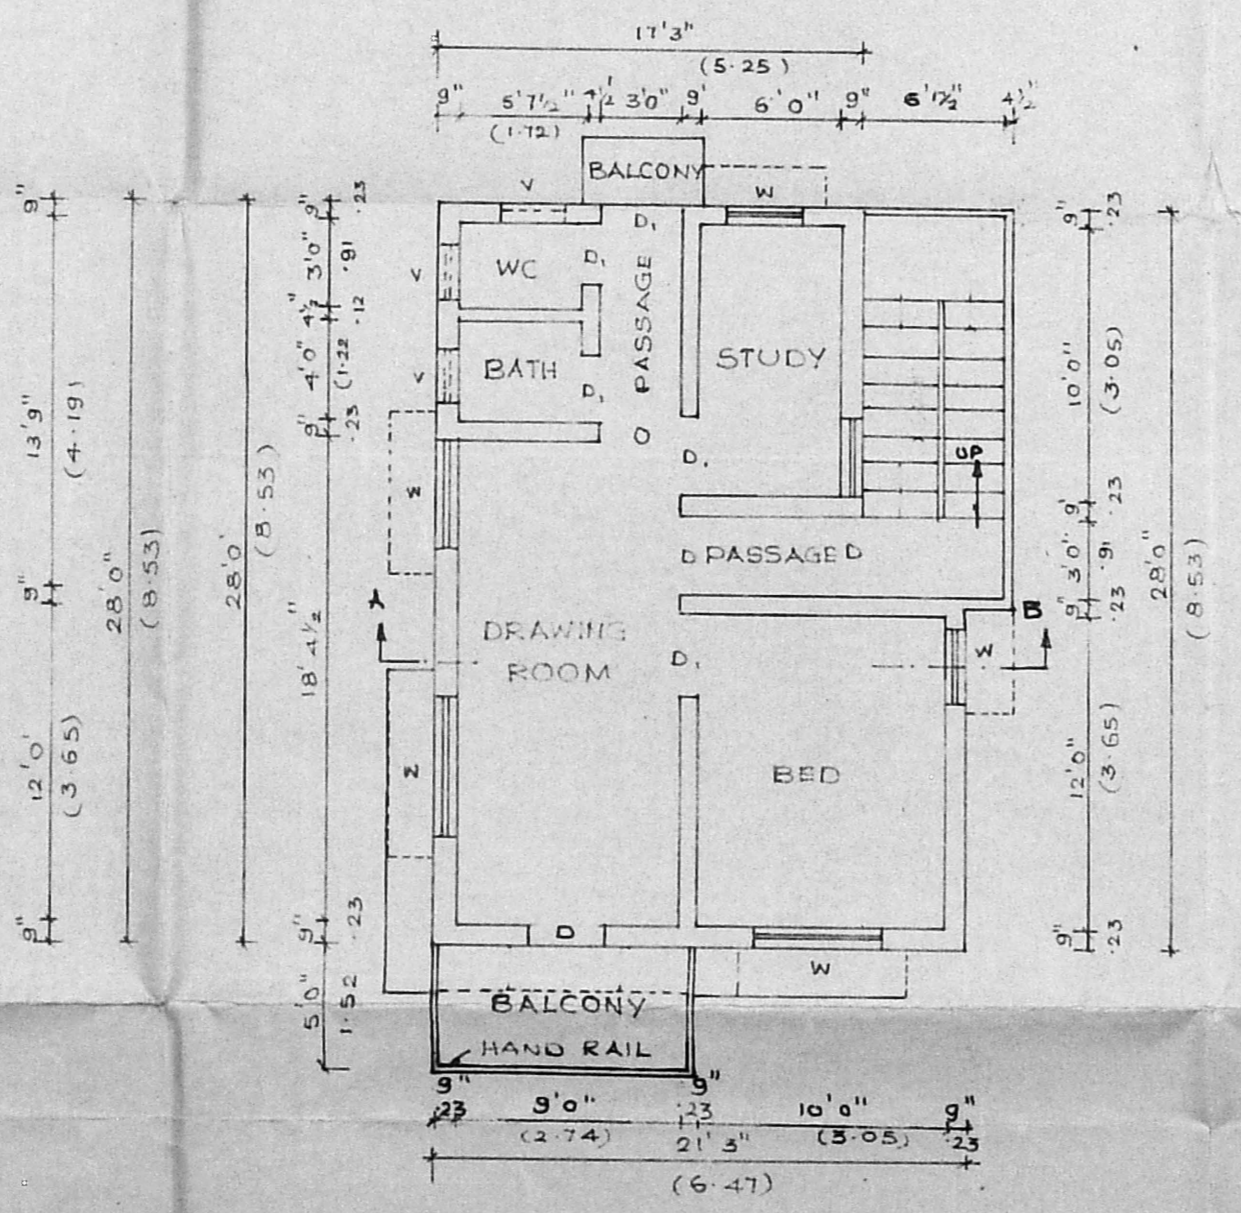 17'3"
(5.25)
9" 5'7½" 4½' 3'0" 9' 6'0" 9" 6'1½" 4½"
(1.72)
BALCONY
V
W
9" .23
9"
9" .23
D,
WC
D,
V
3'0" .91
PASSAGE
4½" .12
13'9"
(4.19)
4'0" (1.22
BATH
V
D,
STUDY
10'0"
(3.05)
9' .23
O
D,
UP
W
28'0'
(8.53)
9' .23
28'0"
(8.53)
D PASSAGE D
3'0" .91
28'0"
(8.53)
9"
9" .23
A
B
DRAWING
ROOM
D,
W
18'4½"
12'0'
(3.65)
W
BED
12'0"
(3.65)
9"
9" .23
D
9" .23
W
5'0" 1.52
BALCONY
HAND RAIL
9" 9'0" 9" 10'0" 9"
.23 (2.74) .23 (3.05) .23
21'3"
(6.47)